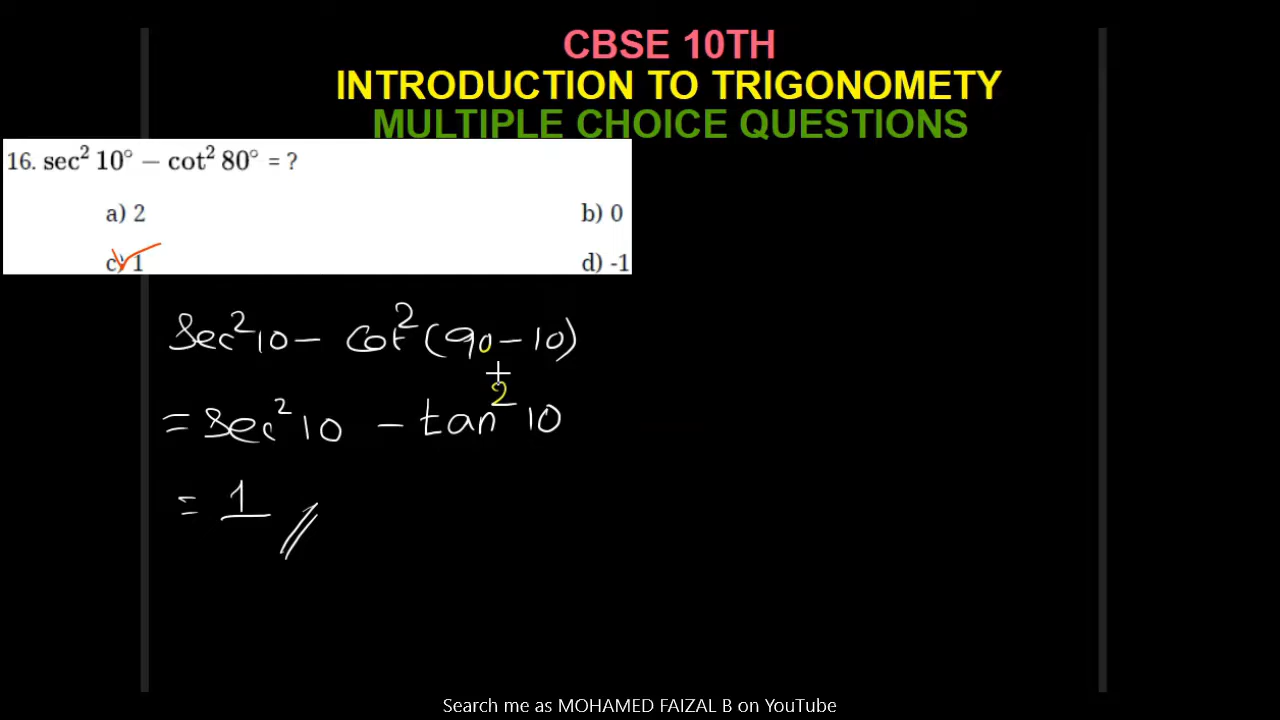 CBSE 10TH
INTRODUCTION TO TRIGONOMETY
MULTIPLE CHOICE QUESTIONS
16. sec² 10° − cot² 80° = ?
a) 2
b) 0
c) 1
d) -1
Sec²10 − cot²(90 − 10)
= Sec²10 − tan²10
= 1
Search me as MOHAMED FAIZAL B on YouTube